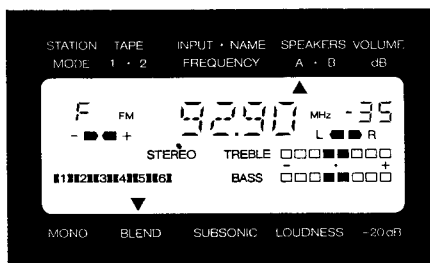 STATION TAPE INPUT · NAME SPEAKERS VOLUME
MODE 1 · 2 FREQUENCY A · B dB
F FM 92.90 MHz -35
- + L R
STEREO TREBLE
- · +
1 2 3 4 5 6 BASS
MONO BLEND SUBSONIC LOUDNESS -20dB